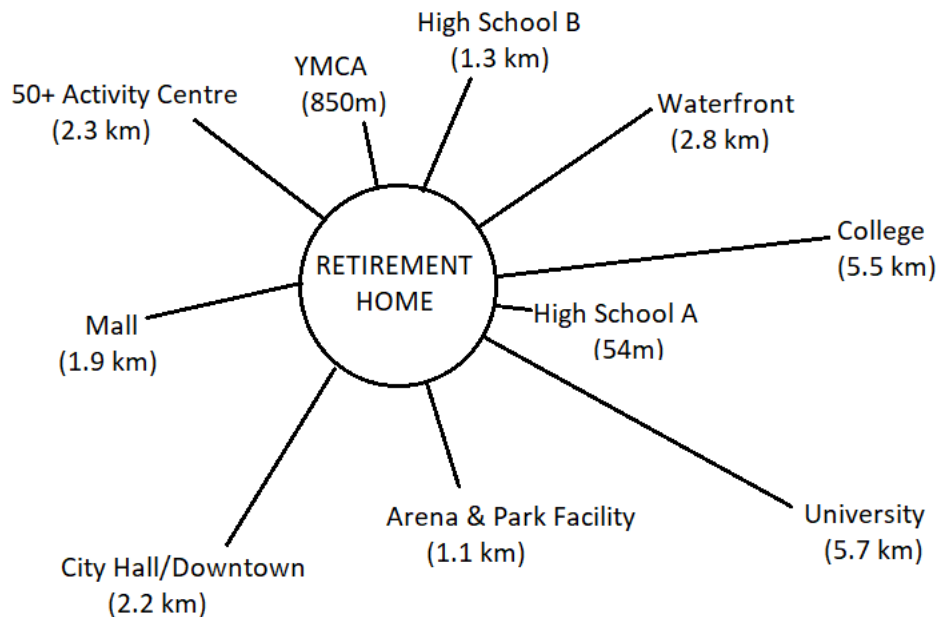 High School B
(1.3 km)
YMCA
(850m)
50+ Activity Centre
(2.3 km)
Waterfront
(2.8 km)
College
(5.5 km)
RETIREMENT
HOME
High School A
(54m)
Mall
(1.9 km)
Arena & Park Facility
(1.1 km)
University
(5.7 km)
City Hall/Downtown
(2.2 km)